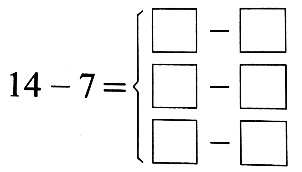 □ − □
14 − 7 = { □ − □
□ − □